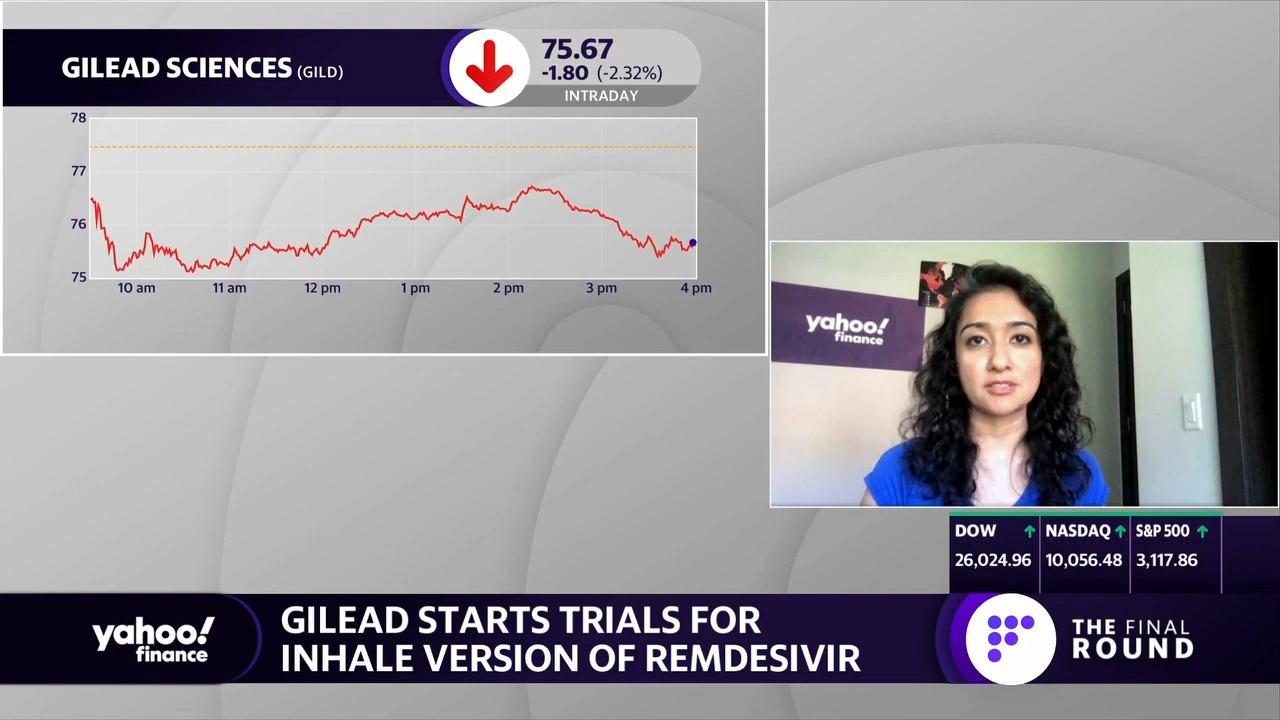 GILEAD SCIENCES (GILD)
75.67
-1.80 (-2.32%)
INTRADAY
78
77
76
75
10 am 11 am 12 pm 1 pm 2 pm 3 pm 4 pm
yahoo!
finance
DOW NASDAQ S&P 500
26,024.96 10,056.48 3,117.86
yahoo!
finance
GILEAD STARTS TRIALS FOR
INHALE VERSION OF REMDESIVIR
THE FINAL
ROUND